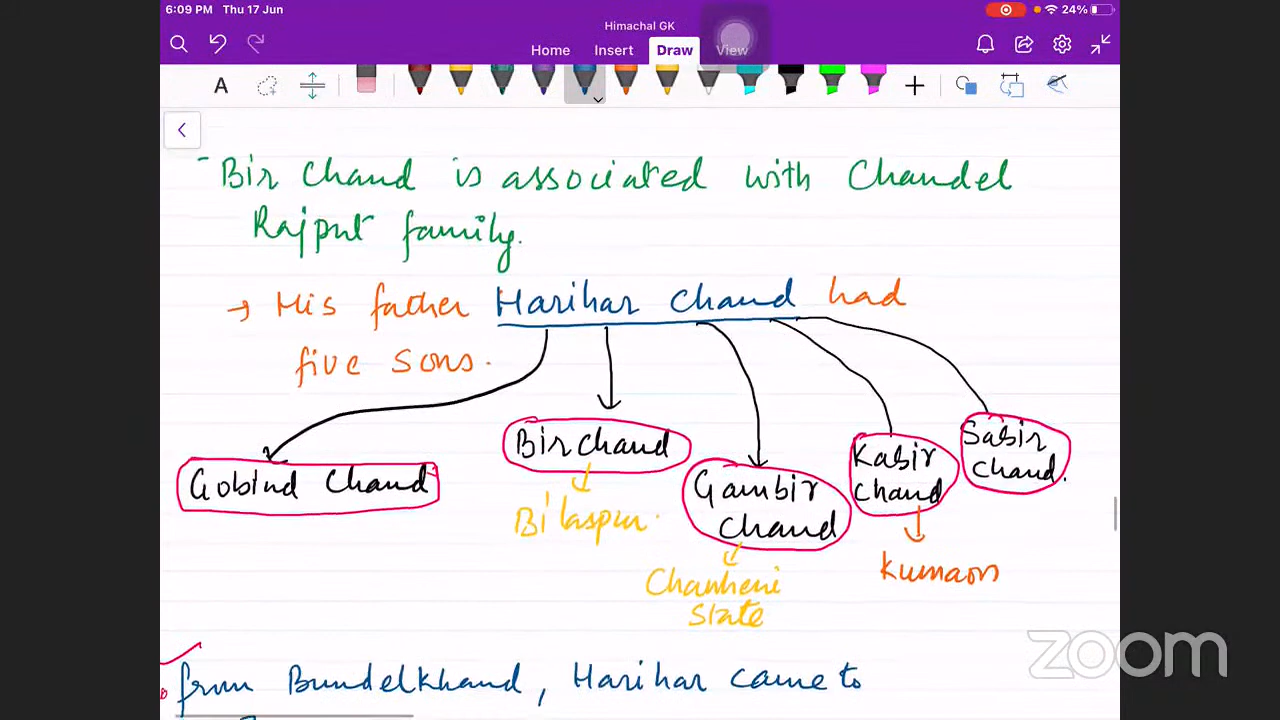 6:09 PM Thu 17 Jun
24%
Himachal GK
Home Insert Draw View
A
Bir Chand is associated with Chandel
Rajput family.
→ His father Harihar Chand had
five sons.
Gobind Chand
Bir chand
Bilaspur.
Gambir
Chand
Chanheni
State
Kabir
chand
Kumaon
Sabir
chand.
from Bundelkhand, Harihar came to
zoom